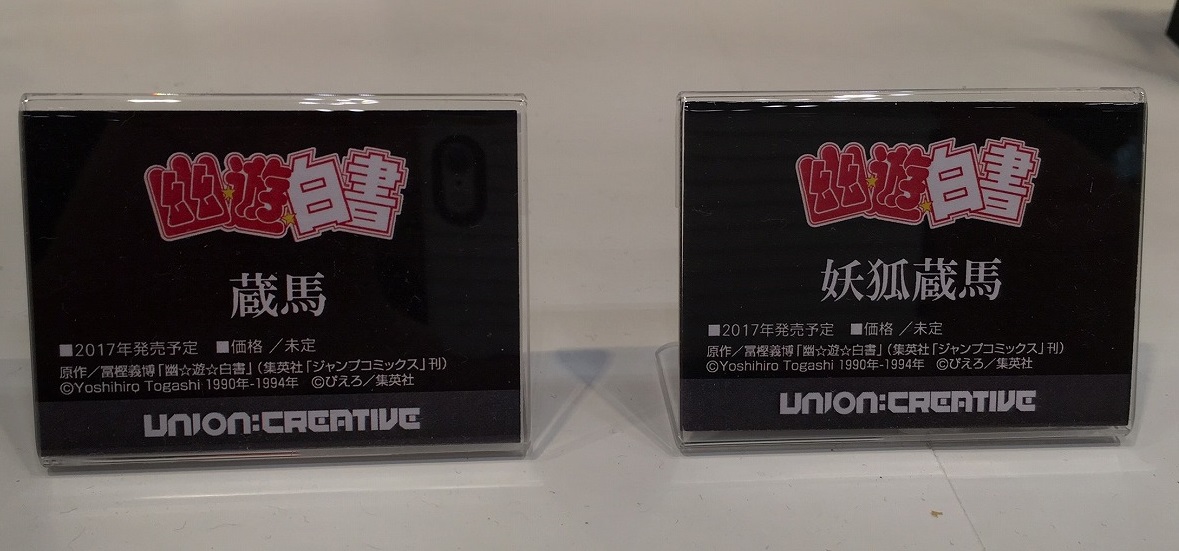 幽☆遊☆白書
蔵馬
■2017年発売予定 ■価格 ／未定
原作／冨樫義博「幽☆遊☆白書」(集英社「ジャンプコミックス」刊)
©Yoshihiro Togashi 1990年-1994年 ©ぴえろ／集英社
UNION:CREATIVE
幽☆遊☆白書
妖狐蔵馬
■2017年発売予定 ■価格 ／未定
原作／冨樫義博「幽☆遊☆白書」(集英社「ジャンプコミックス」刊)
©Yoshihiro Togashi 1990年-1994年 ©ぴえろ／集英社
UNION:CREATIVE